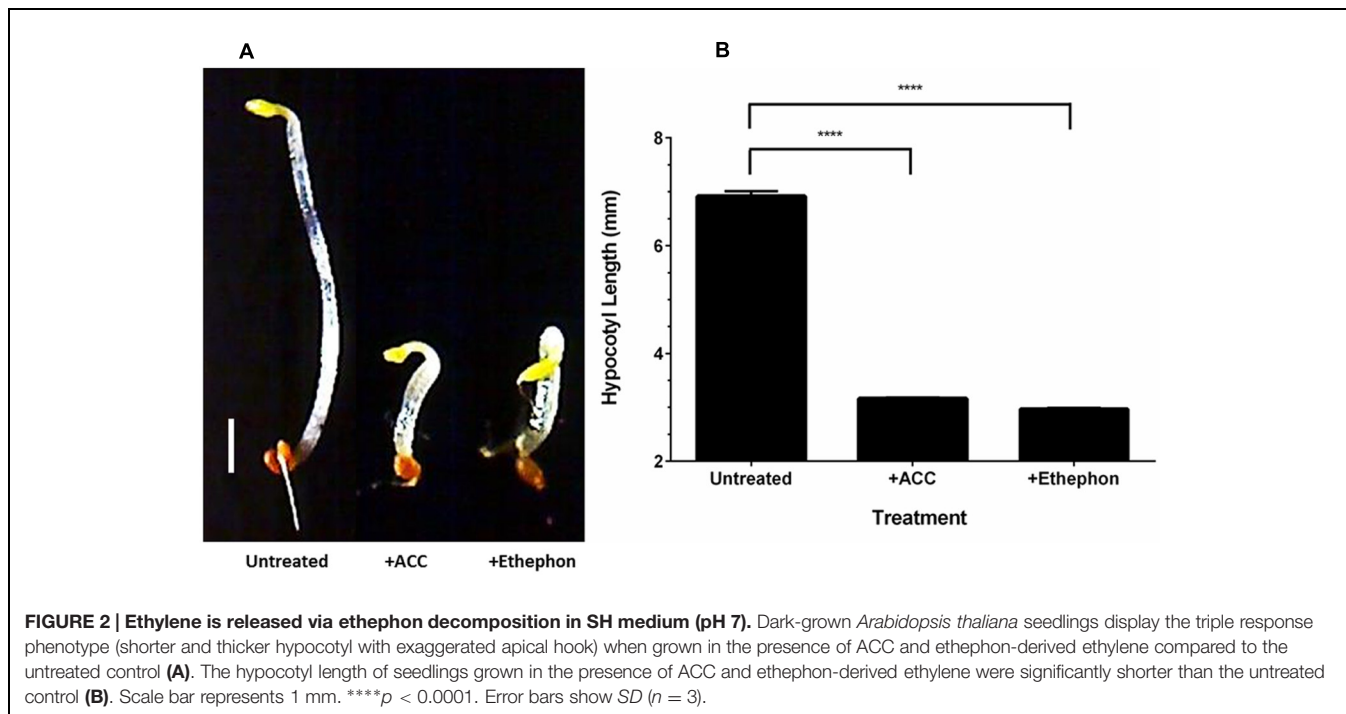 A
B
****
****
8
6
4
2
Hypocotyl Length (mm)
Untreated
+ACC
+Ethephon
Treatment
Untreated
+ACC
+Ethephon
FIGURE 2 | Ethylene is released via ethephon decomposition in SH medium (pH 7). Dark-grown Arabidopsis thaliana seedlings display the triple response
phenotype (shorter and thicker hypocotyl with exaggerated apical hook) when grown in the presence of ACC and ethephon-derived ethylene compared to the
untreated control (A). The hypocotyl length of seedlings grown in the presence of ACC and ethephon-derived ethylene were significantly shorter than the untreated
control (B). Scale bar represents 1 mm. ****p < 0.0001. Error bars show SD (n = 3).